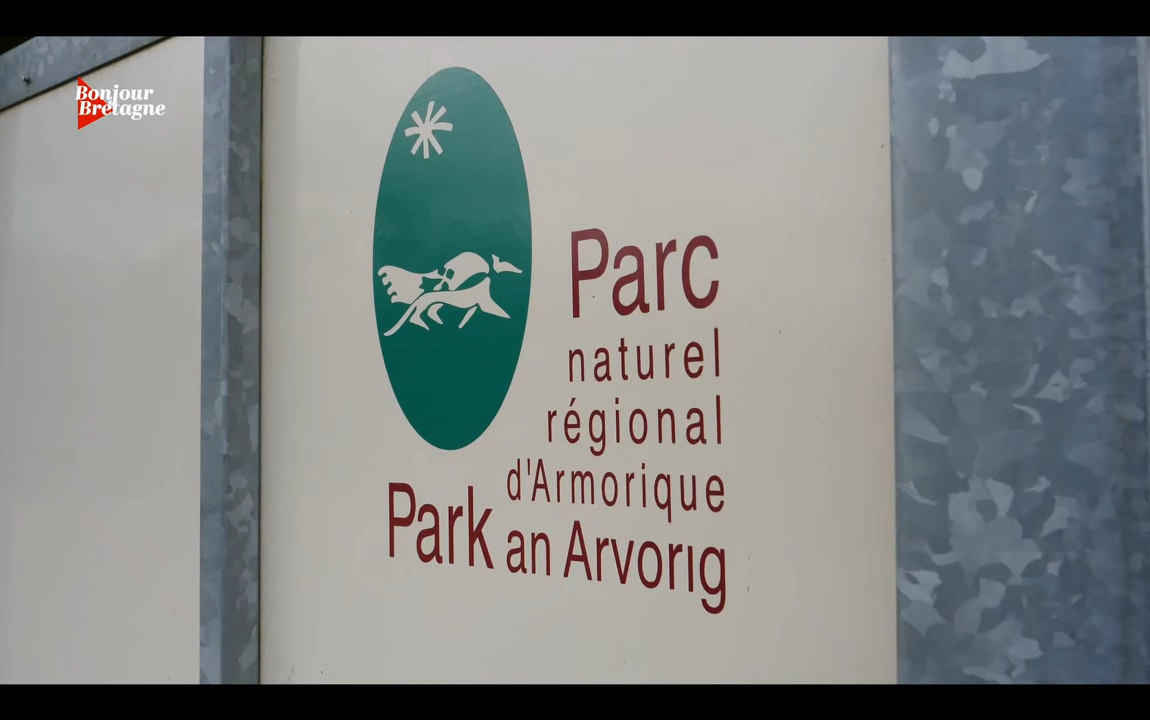 Bonjour
Bretagne
Parc
naturel
régional
d'Armorique
Park an Arvorig